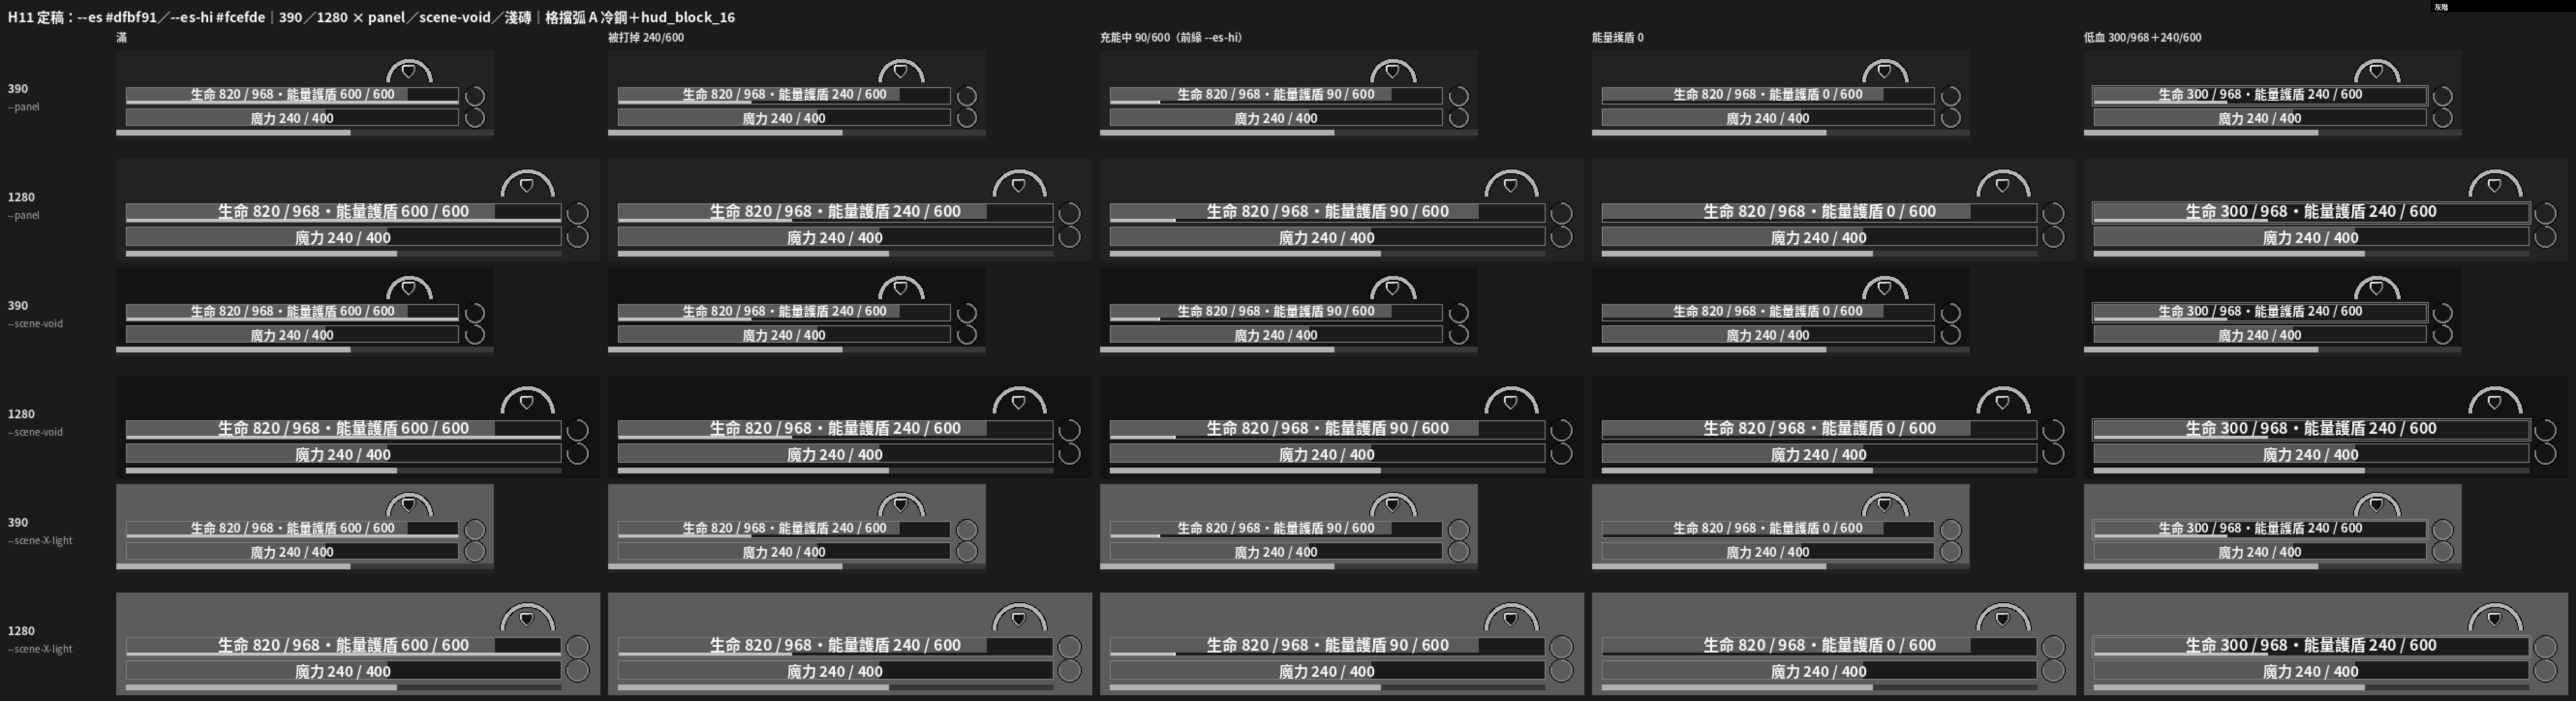 H11 定稿：--es #dfbf91／--es-hi #fcefde｜390／1280 × panel／scene-void／淺磚｜格擋弧 A 冷鋼＋hud_block_16
灰階
滿 被打掉 240/600 充能中 90/600（前緣 --es-hi） 能量護盾 0 低血 300/968＋240/600
390
--panel
生命 820 / 968・能量護盾 600 / 600 生命 820 / 968・能量護盾 240 / 600 生命 820 / 968・能量護盾 90 / 600 生命 820 / 968・能量護盾 0 / 600 生命 300 / 968・能量護盾 240 / 600
魔力 240 / 400 魔力 240 / 400 魔力 240 / 400 魔力 240 / 400 魔力 240 / 400
1280
--panel
生命 820 / 968・能量護盾 600 / 600 生命 820 / 968・能量護盾 240 / 600 生命 820 / 968・能量護盾 90 / 600 生命 820 / 968・能量護盾 0 / 600 生命 300 / 968・能量護盾 240 / 600
魔力 240 / 400 魔力 240 / 400 魔力 240 / 400 魔力 240 / 400 魔力 240 / 400
390
--scene-void
生命 820 / 968・能量護盾 600 / 600 生命 820 / 968・能量護盾 240 / 600 生命 820 / 968・能量護盾 90 / 600 生命 820 / 968・能量護盾 0 / 600 生命 300 / 968・能量護盾 240 / 600
魔力 240 / 400 魔力 240 / 400 魔力 240 / 400 魔力 240 / 400 魔力 240 / 400
1280
--scene-void
生命 820 / 968・能量護盾 600 / 600 生命 820 / 968・能量護盾 240 / 600 生命 820 / 968・能量護盾 90 / 600 生命 820 / 968・能量護盾 0 / 600 生命 300 / 968・能量護盾 240 / 600
魔力 240 / 400 魔力 240 / 400 魔力 240 / 400 魔力 240 / 400 魔力 240 / 400
390
--scene-X-light
生命 820 / 968・能量護盾 600 / 600 生命 820 / 968・能量護盾 240 / 600 生命 820 / 968・能量護盾 90 / 600 生命 820 / 968・能量護盾 0 / 600 生命 300 / 968・能量護盾 240 / 600
魔力 240 / 400 魔力 240 / 400 魔力 240 / 400 魔力 240 / 400 魔力 240 / 400
1280
--scene-X-light
生命 820 / 968・能量護盾 600 / 600 生命 820 / 968・能量護盾 240 / 600 生命 820 / 968・能量護盾 90 / 600 生命 820 / 968・能量護盾 0 / 600 生命 300 / 968・能量護盾 240 / 600
魔力 240 / 400 魔力 240 / 400 魔力 240 / 400 魔力 240 / 400 魔力 240 / 400